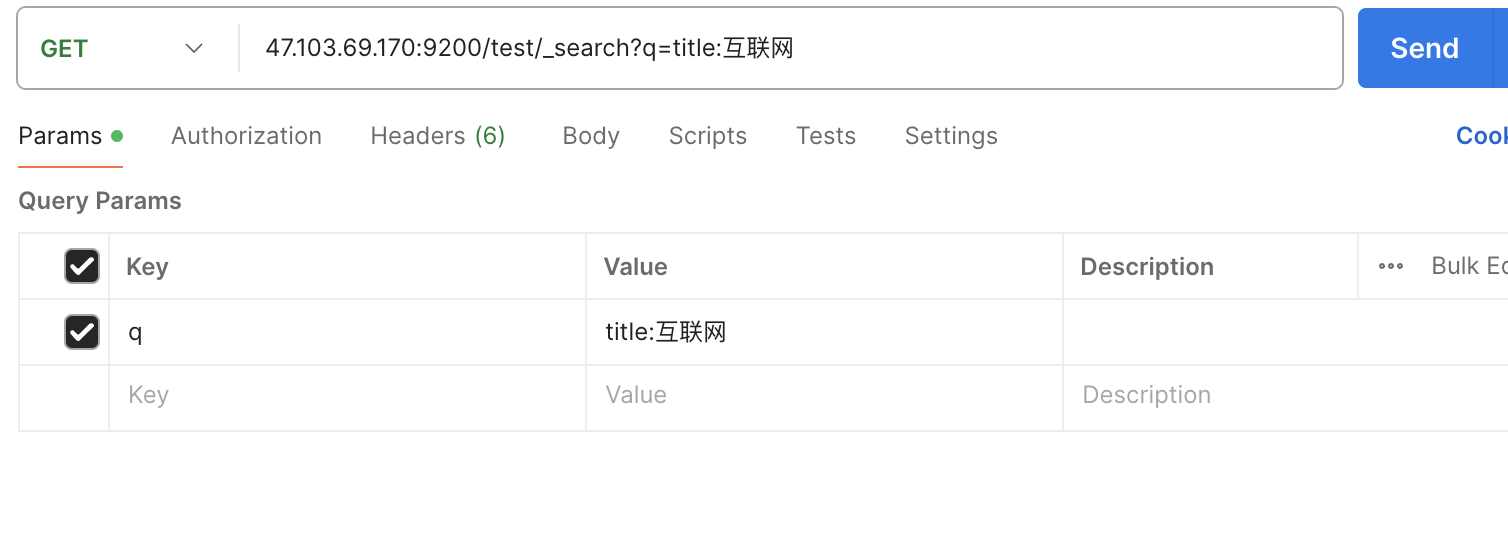 GET 47.103.69.170:9200/test/_search?q=title:互联网 Send
Params Authorization Headers (6) Body Scripts Tests Settings Cook
Query Params
Key Value Description Bulk Ed
q title:互联网
Key Value Description